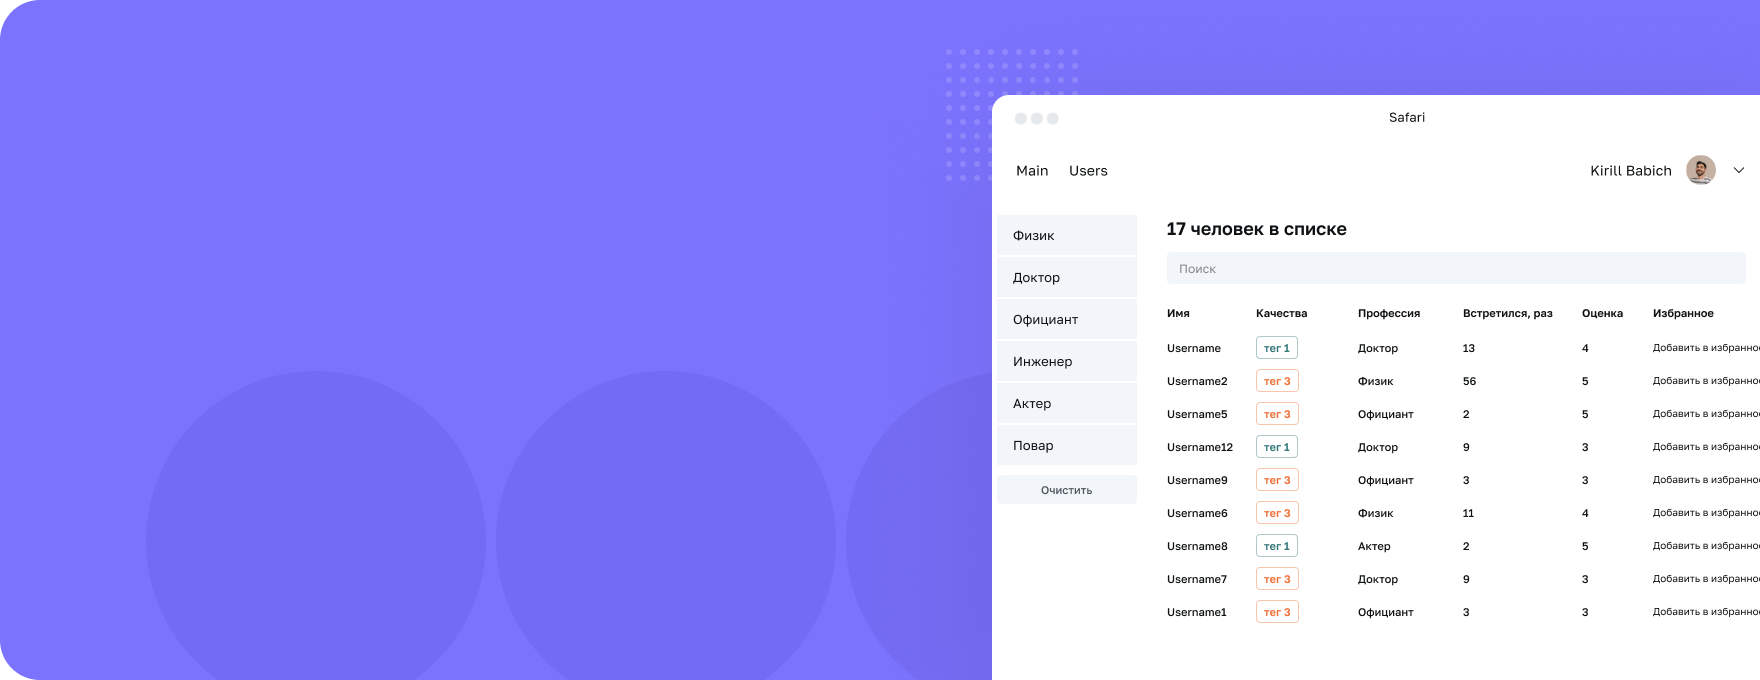 Safari
Main Users Kirill Babich
Физик
Доктор
Официант
Инженер
Актер
Повар
Очистить
17 человек в списке
Поиск
Имя Качества Профессия Встретился, раз Оценка Избранное
Username тег 1 Доктор 13 4 Добавить в избранно
Username2 тег 3 Физик 56 5 Добавить в избранно
Username5 тег 3 Официант 2 5 Добавить в избранно
Username12 тег 1 Доктор 9 3 Добавить в избранно
Username9 тег 3 Официант 3 3 Добавить в избранно
Username6 тег 3 Физик 11 4 Добавить в избранно
Username8 тег 1 Актер 2 5 Добавить в избранно
Username7 тег 3 Доктор 9 3 Добавить в избранно
Username1 тег 3 Официант 3 3 Добавить в избранно